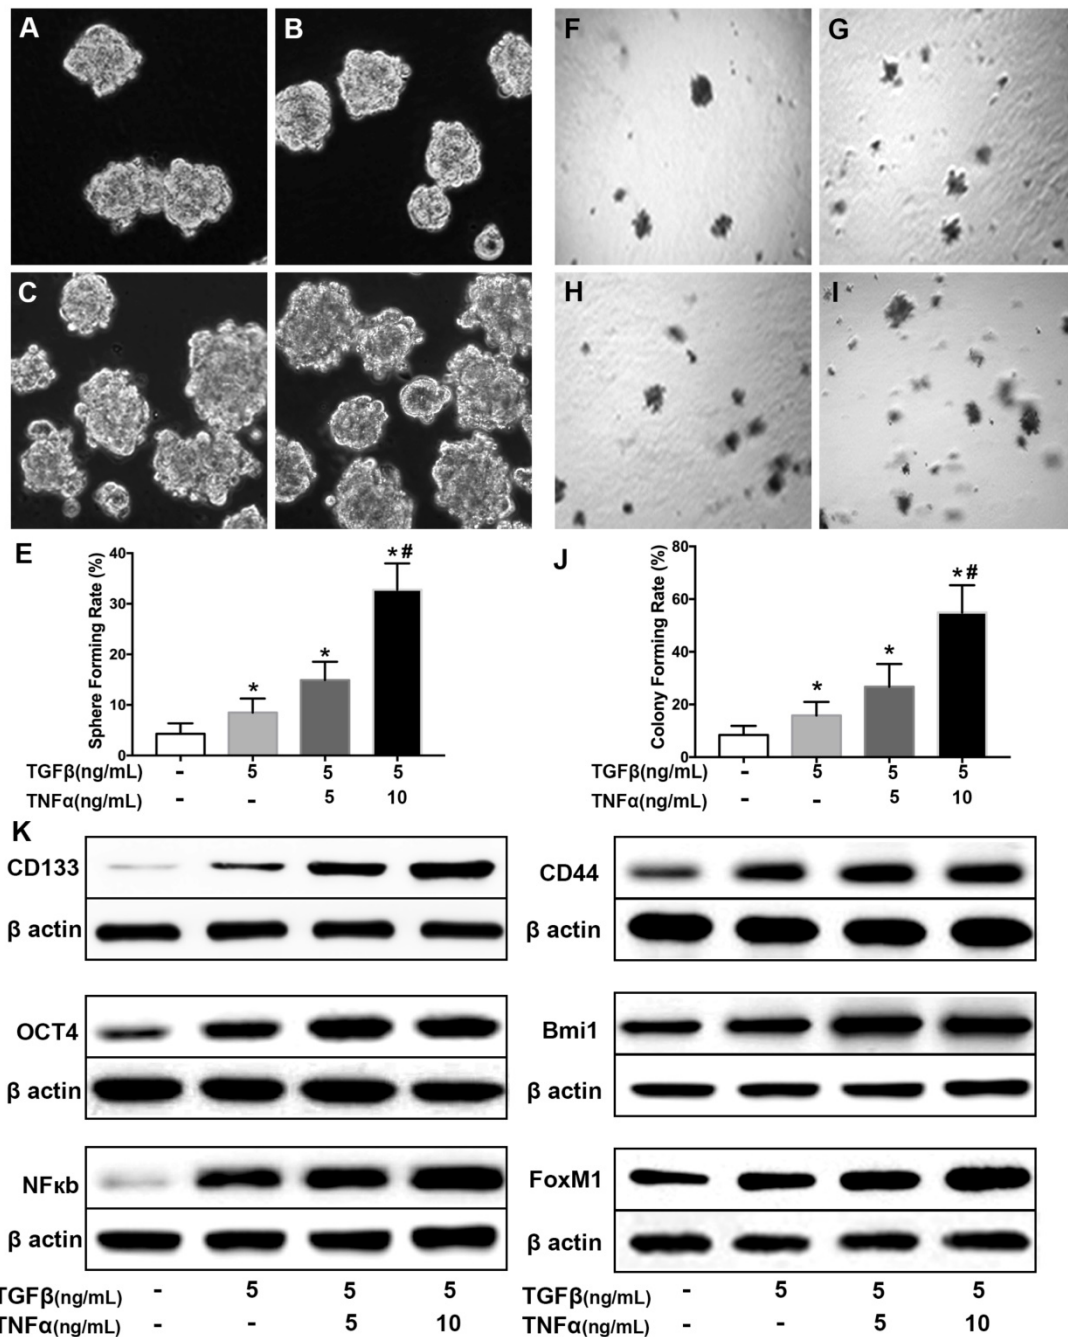 A
B
F
G
C
H
I
E
40
30
20
10
0
Sphere Forming Rate (%)
*
*
*#
TGFβ(ng/mL) - 5 5 5
TNFα(ng/mL) - - 5 10
J
80
60
40
20
0
Colony Forming Rate (%)
*
*
*#
TGFβ(ng/mL) - 5 5 5
TNFα(ng/mL) - - 5 10
K
CD133
β actin
OCT4
β actin
NFκb
β actin
TGFβ(ng/mL) - 5 5 5
TNFα(ng/mL) - - 5 10
CD44
β actin
Bmi1
β actin
FoxM1
β actin
TGFβ(ng/mL) - 5 5 5
TNFα(ng/mL) - - 5 10